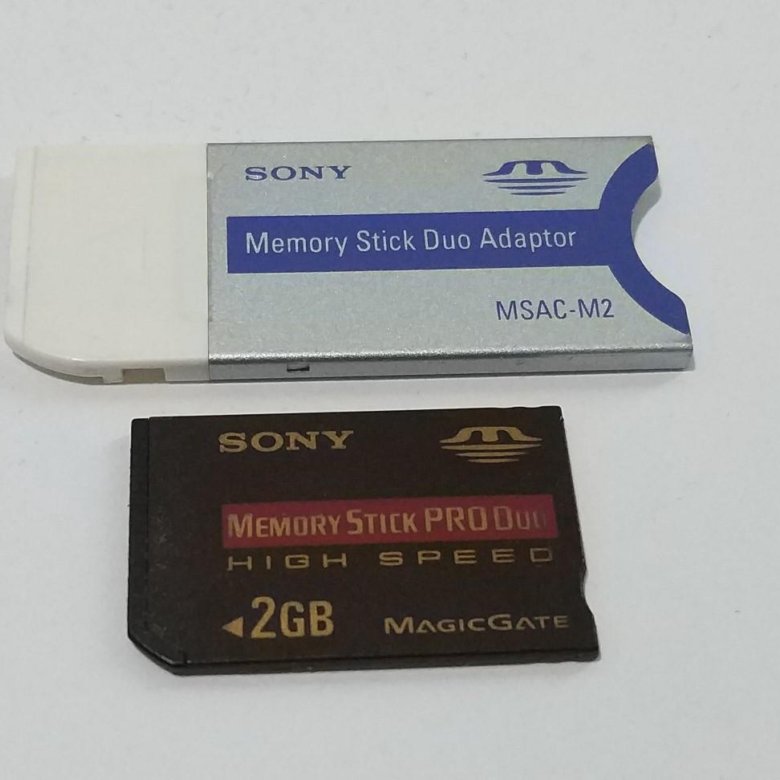 SONY
Memory Stick Duo Adaptor
MSAC-M2
SONY
MEMORY STICK PRO DUO
HIGH SPEED
2GB MAGICGATE